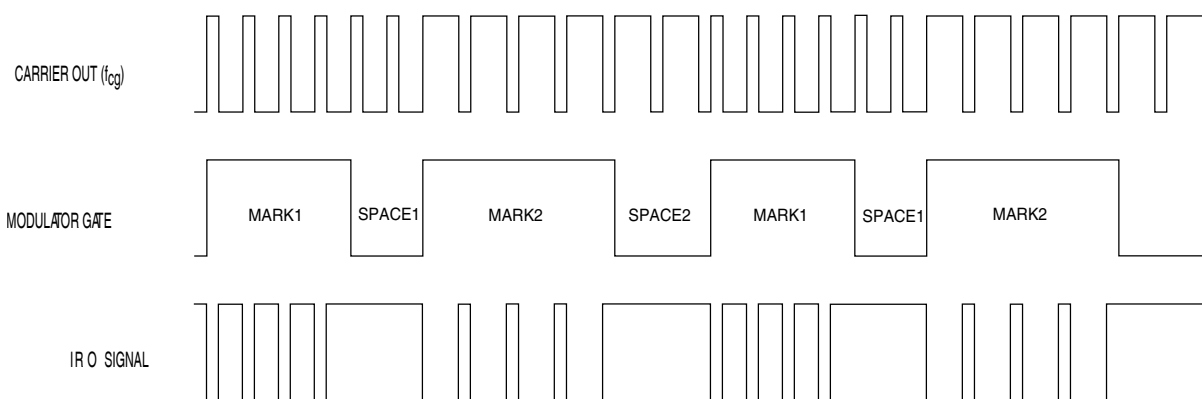 CARRIER OUT (fcg)
MODULATOR GATE
MARK1 SPACE1 MARK2 SPACE2 MARK1 SPACE1 MARK2
IR O SIGNAL